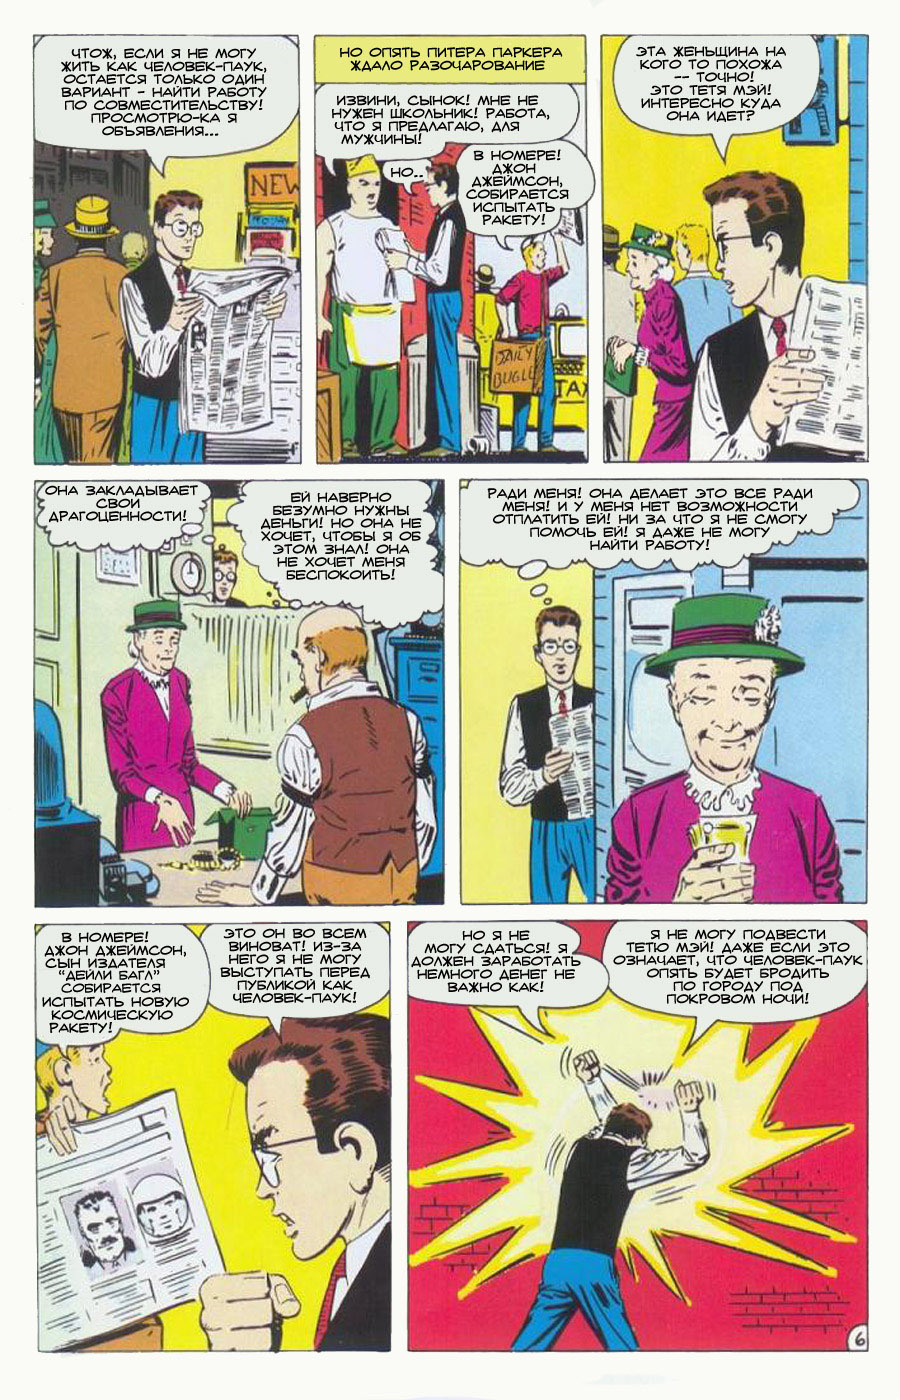 ЧТОЖ, ЕСЛИ Я НЕ МОГУ
ЖИТЬ КАК ЧЕЛОВЕК-ПАУК,
ОСТАЕТСЯ ТОЛЬКО ОДИН
ВАРИАНТ - НАЙТИ РАБОТУ
ПО СОВМЕСТИТЕЛЬСТВУ!
ПРОСМОТРЮ-КА Я
ОБЪЯВЛЕНИЯ...
NEW
НО ОПЯТЬ ПИТЕРА ПАРКЕРА
ЖДАЛО РАЗОЧАРОВАНИЕ
ИЗВИНИ, СЫНОК! МНЕ НЕ
НУЖЕН ШКОЛЬНИК! РАБОТА,
ЧТО Я ПРЕДЛАГАЮ, ДЛЯ
МУЖЧИНЫ!
НО..
В НОМЕРЕ!
ДЖОН
ДЖЕЙМСОН,
СОБИРАЕТСЯ
ИСПЫТАТЬ
РАКЕТУ!
DAILY
BUGLE
TAX
ЭТА ЖЕНЬЩИНА НА
КОГО ТО ПОХОЖА
-- ТОЧНО!
ЭТО ТЕТЯ МЭЙ!
ИНТЕРЕСНО КУДА
ОНА ИДЕТ?
ОНА ЗАКЛАДЫВАЕТ
СВОИ
ДРАГОЦЕННОСТИ!
ЕЙ НАВЕРНО
БЕЗУМНО НУЖНЫ
ДЕНЬГИ! НО ОНА НЕ
ХОЧЕТ, ЧТОБЫ Я ОБ
ЭТОМ ЗНАЛ! ОНА
НЕ ХОЧЕТ МЕНЯ
БЕСПОКОИТЬ!
РАДИ МЕНЯ! ОНА ДЕЛАЕТ ЭТО ВСЕ РАДИ
МЕНЯ! И У МЕНЯ НЕТ ВОЗМОЖНОСТИ
ОТПЛАТИТЬ ЕЙ! НИ ЗА ЧТО Я НЕ СМОГУ
ПОМОЧЬ ЕЙ! Я ДАЖЕ НЕ МОГУ
НАЙТИ РАБОТУ!
В НОМЕРЕ!
ДЖОН ДЖЕЙМСОН,
СЫН ИЗДАТЕЛЯ
"ДЕЙЛИ БАГЛ"
СОБИРАЕТСЯ
ИСПЫТАТЬ НОВУЮ
КОСМИЧЕСКУЮ
РАКЕТУ!
ЭТО ОН ВО ВСЕМ
ВИНОВАТ! ИЗ-ЗА
НЕГО Я НЕ МОГУ
ВЫСТУПАТЬ ПЕРЕД
ПУБЛИКОЙ КАК
ЧЕЛОВЕК-ПАУК!
НО Я НЕ
МОГУ СДАТЬСЯ! Я
ДОЛЖЕН ЗАРАБОТАТЬ
НЕМНОГО ДЕНЕГ НЕ
ВАЖНО КАК!
Я НЕ МОГУ ПОДВЕСТИ
ТЕТЮ МЭЙ! ДАЖЕ ЕСЛИ ЭТО
ОЗНАЧАЕТ, ЧТО ЧЕЛОВЕК-ПАУК
ОПЯТЬ БУДЕТ БРОДИТЬ
ПО ГОРОДУ ПОД
ПОКРОВОМ НОЧИ!
6